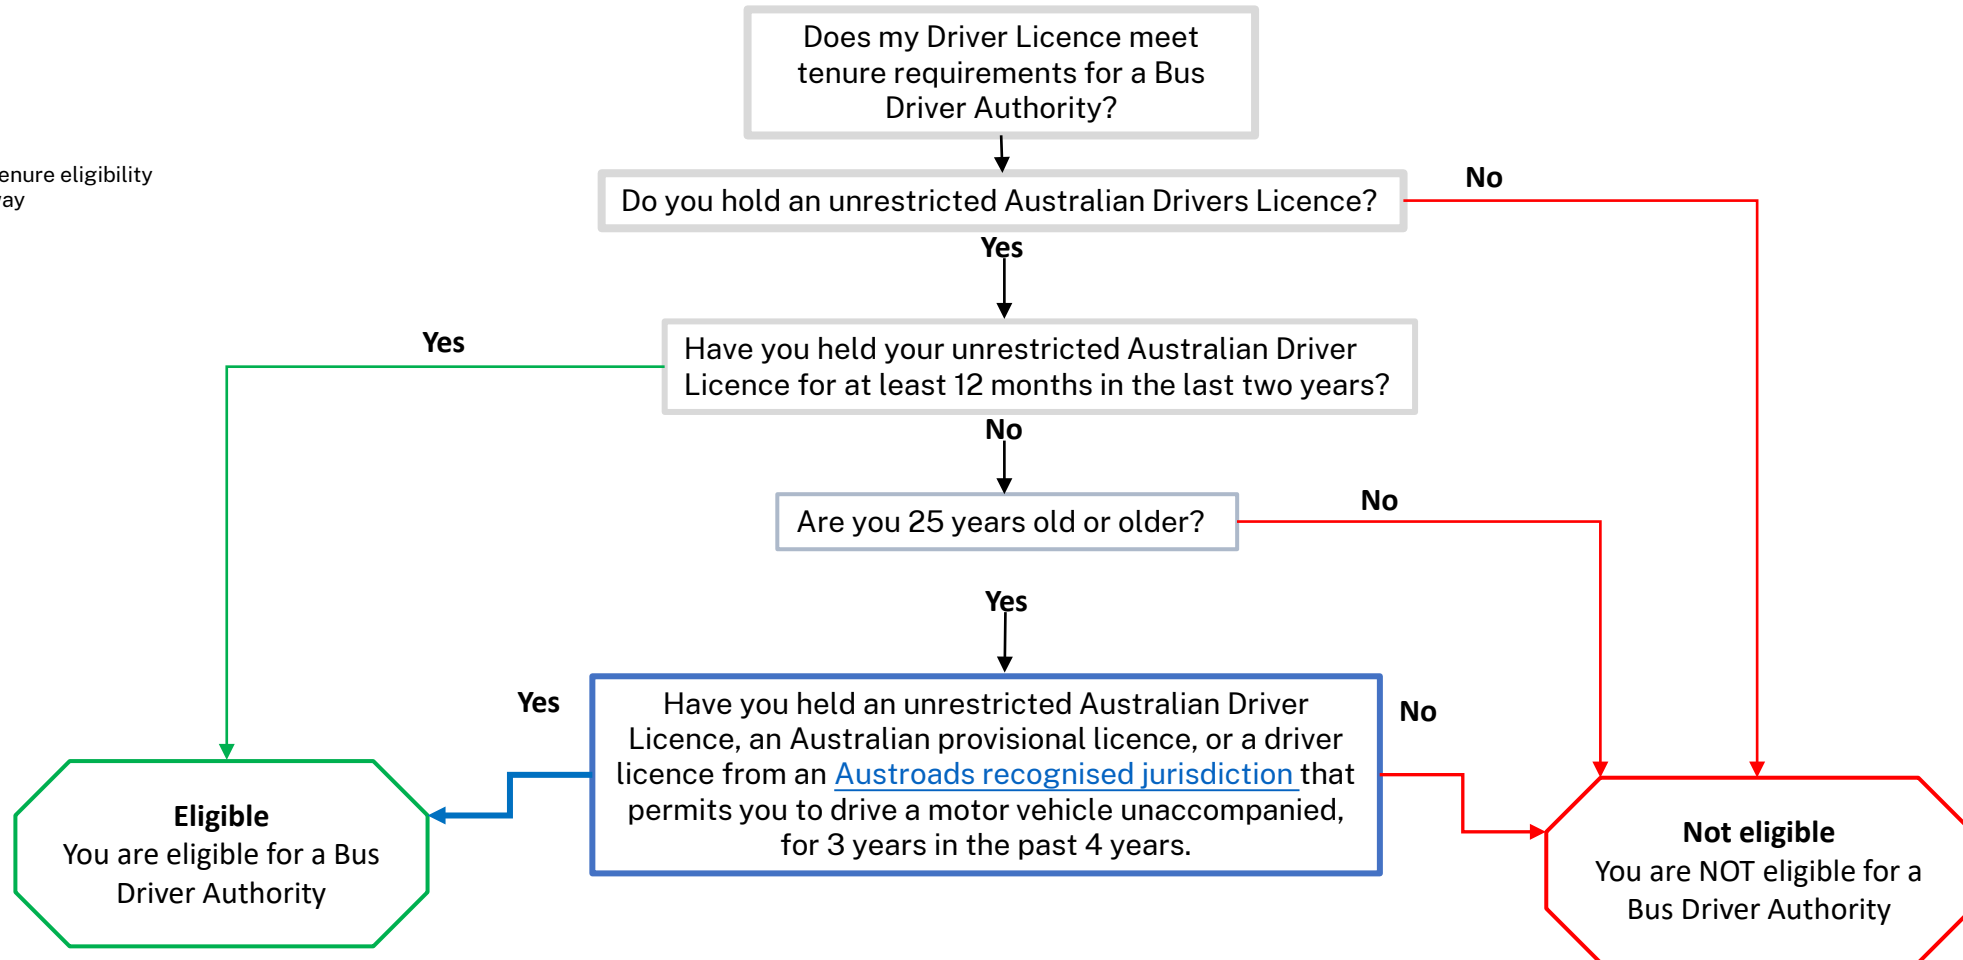 Does my Driver Licence meet
tenure requirements for a Bus
Driver Authority?
enure eligibility
Do you hold an unrestricted Australian Drivers Licence?
No
Yes
Yes
Have you held your unrestricted Australian Driver
Licence for at least 12 months in the last two years?
No
Are you 25 years old or older?
No
Yes
Yes
Have you held an unrestricted Australian Driver
Licence, an Australian provisional licence, or a driver
licence from an Austroads recognised jurisdiction that
permits you to drive a motor vehicle unaccompanied,
for 3 years in the past 4 years.
No
Eligible
You are eligible for a Bus
Driver Authority
Not eligible
You are NOT eligible for a
Bus Driver Authority